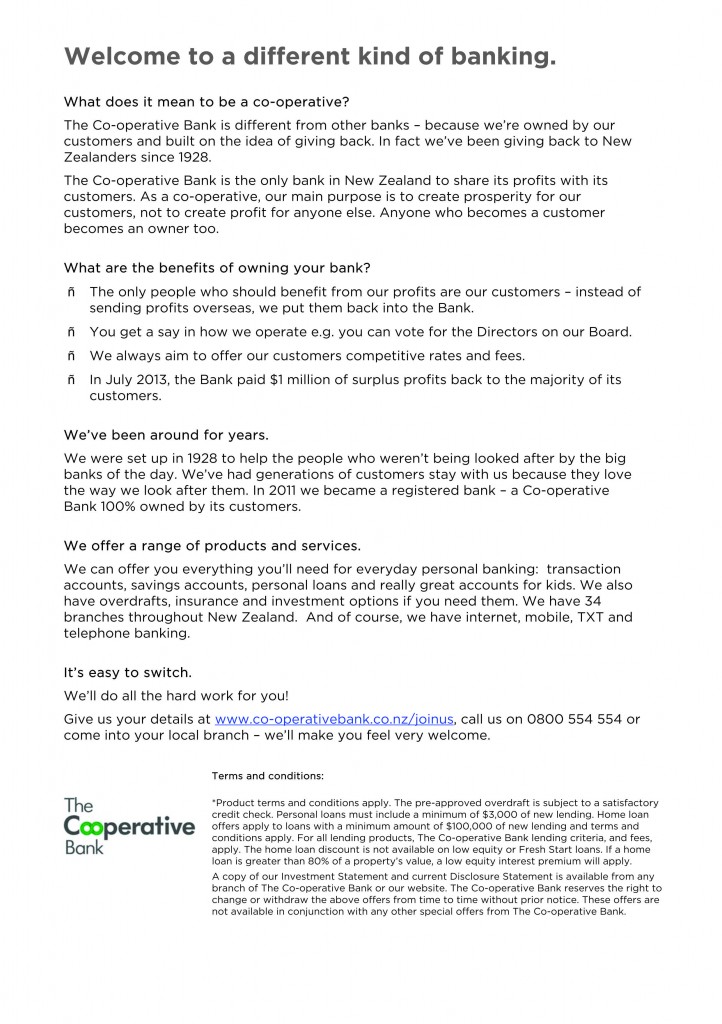 Welcome to a different kind of banking.
What does it mean to be a co-operative?
The Co-operative Bank is different from other banks – because we're owned by our
customers and built on the idea of giving back. In fact we've been giving back to New
Zealanders since 1928.
The Co-operative Bank is the only bank in New Zealand to share its profits with its
customers. As a co-operative, our main purpose is to create prosperity for our
customers, not to create profit for anyone else. Anyone who becomes a customer
becomes an owner too.
What are the benefits of owning your bank?
ñ The only people who should benefit from our profits are our customers – instead of
sending profits overseas, we put them back into the Bank.
ñ You get a say in how we operate e.g. you can vote for the Directors on our Board.
ñ We always aim to offer our customers competitive rates and fees.
ñ In July 2013, the Bank paid $1 million of surplus profits back to the majority of its
customers.
We've been around for years.
We were set up in 1928 to help the people who weren't being looked after by the big
banks of the day. We've had generations of customers stay with us because they love
the way we look after them. In 2011 we became a registered bank – a Co-operative
Bank 100% owned by its customers.
We offer a range of products and services.
We can offer you everything you'll need for everyday personal banking:  transaction
accounts, savings accounts, personal loans and really great accounts for kids. We also
have overdrafts, insurance and investment options if you need them. We have 34
branches throughout New Zealand.  And of course, we have internet, mobile, TXT and
telephone banking.
It's easy to switch.
We'll do all the hard work for you!
Give us your details at www.co-operativebank.co.nz/joinus, call us on 0800 554 554 or
come into your local branch – we'll make you feel very welcome.
The
Cooperative
Bank
Terms and conditions:
*Product terms and conditions apply. The pre-approved overdraft is subject to a satisfactory
credit check. Personal loans must include a minimum of $3,000 of new lending. Home loan
offers apply to loans with a minimum amount of $100,000 of new lending and terms and
conditions apply. For all lending products, The Co-operative Bank lending criteria, and fees,
apply. The home loan discount is not available on low equity or Fresh Start loans. If a home
loan is greater than 80% of a property's value, a low equity interest premium will apply.
A copy of our Investment Statement and current Disclosure Statement is available from any
branch of The Co-operative Bank or our website. The Co-operative Bank reserves the right to
change or withdraw the above offers from time to time without prior notice. These offers are
not available in conjunction with any other special offers from The Co-operative Bank.